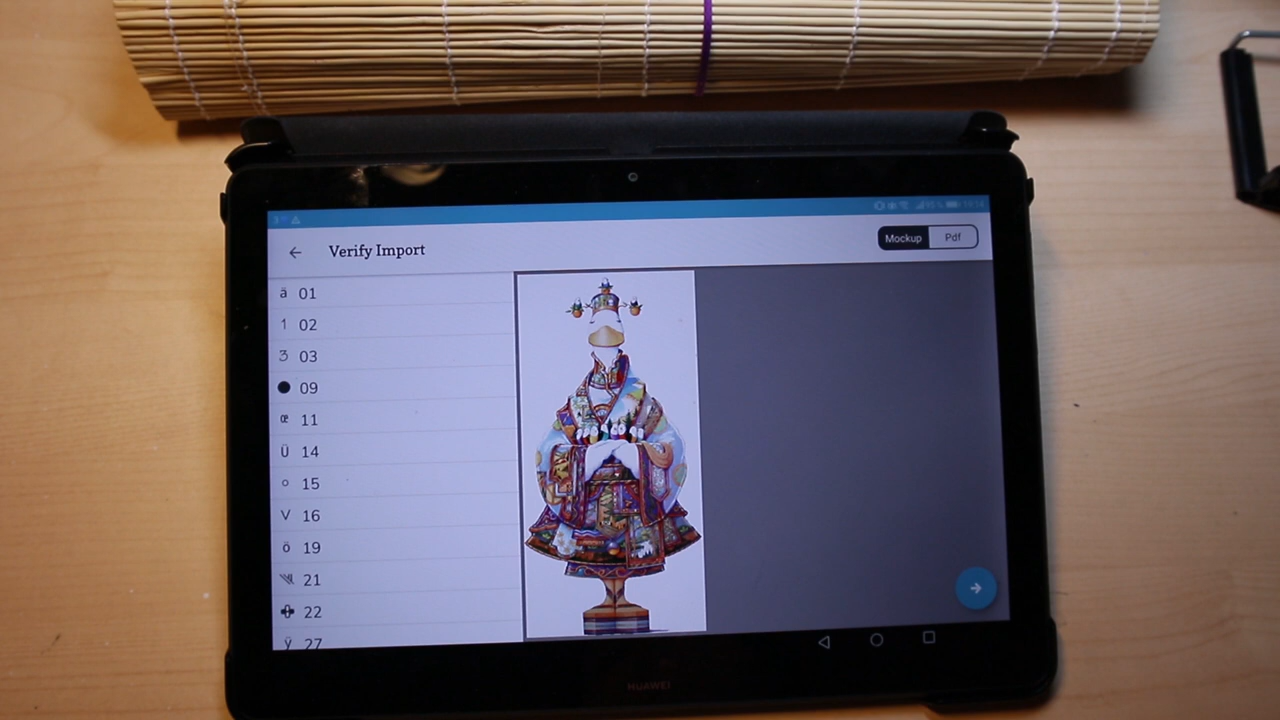 Verify Import
Mockup Pdf
ä 01
1 02
3 03
09
œ 11
Ü 14
o 15
V 16
ö 19
21
22
ÿ 27
HUAWEI